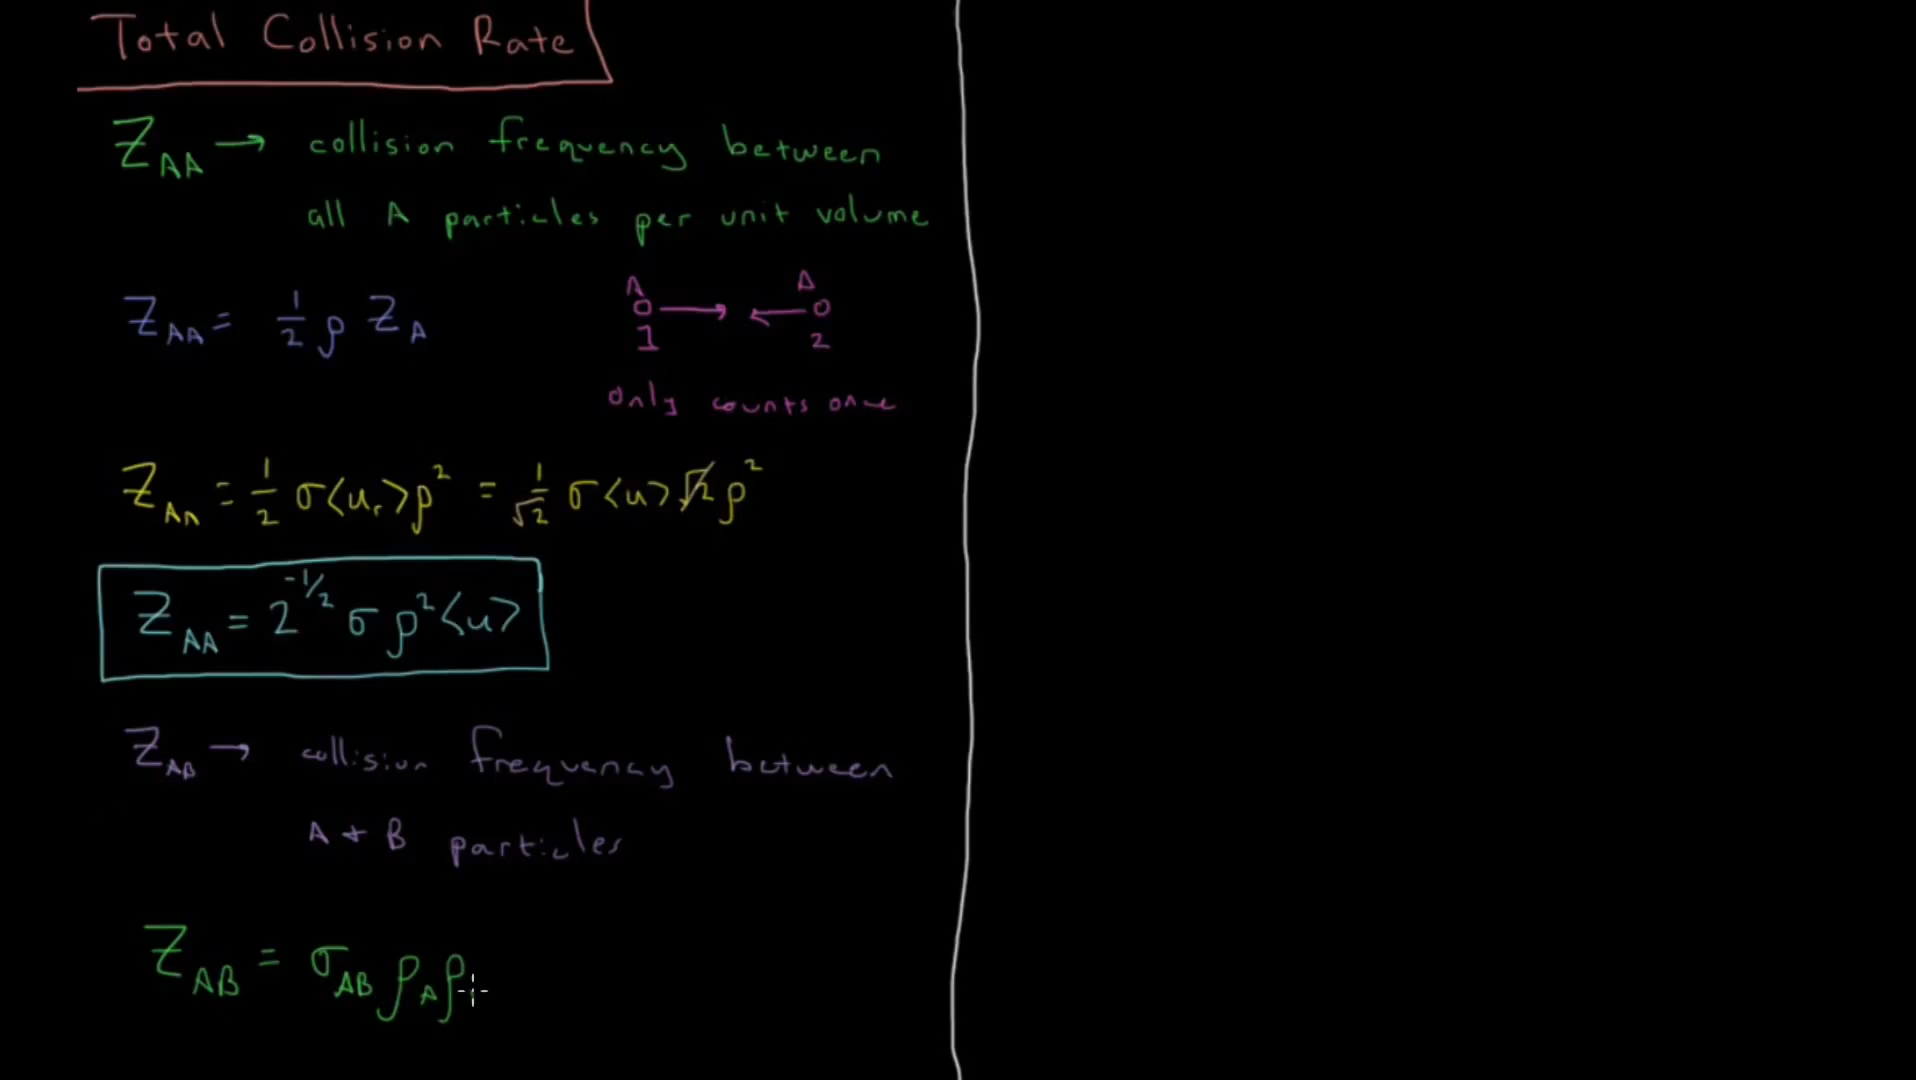 Total Collision Rate
Z_AA → collision frequency between
all A particles per unit volume
A A
Z_AA = 1/2 ρ Z_A
1 2
only counts once
Z_AA = 1/2 σ⟨u_r⟩ρ² = 1/√2 σ⟨u⟩√2 ρ²
Z_AA = 2^-1/2 σ ρ²⟨u⟩
Z_AB → collision frequency between
A + B particles
Z_AB = σ_AB ρ_A ρ